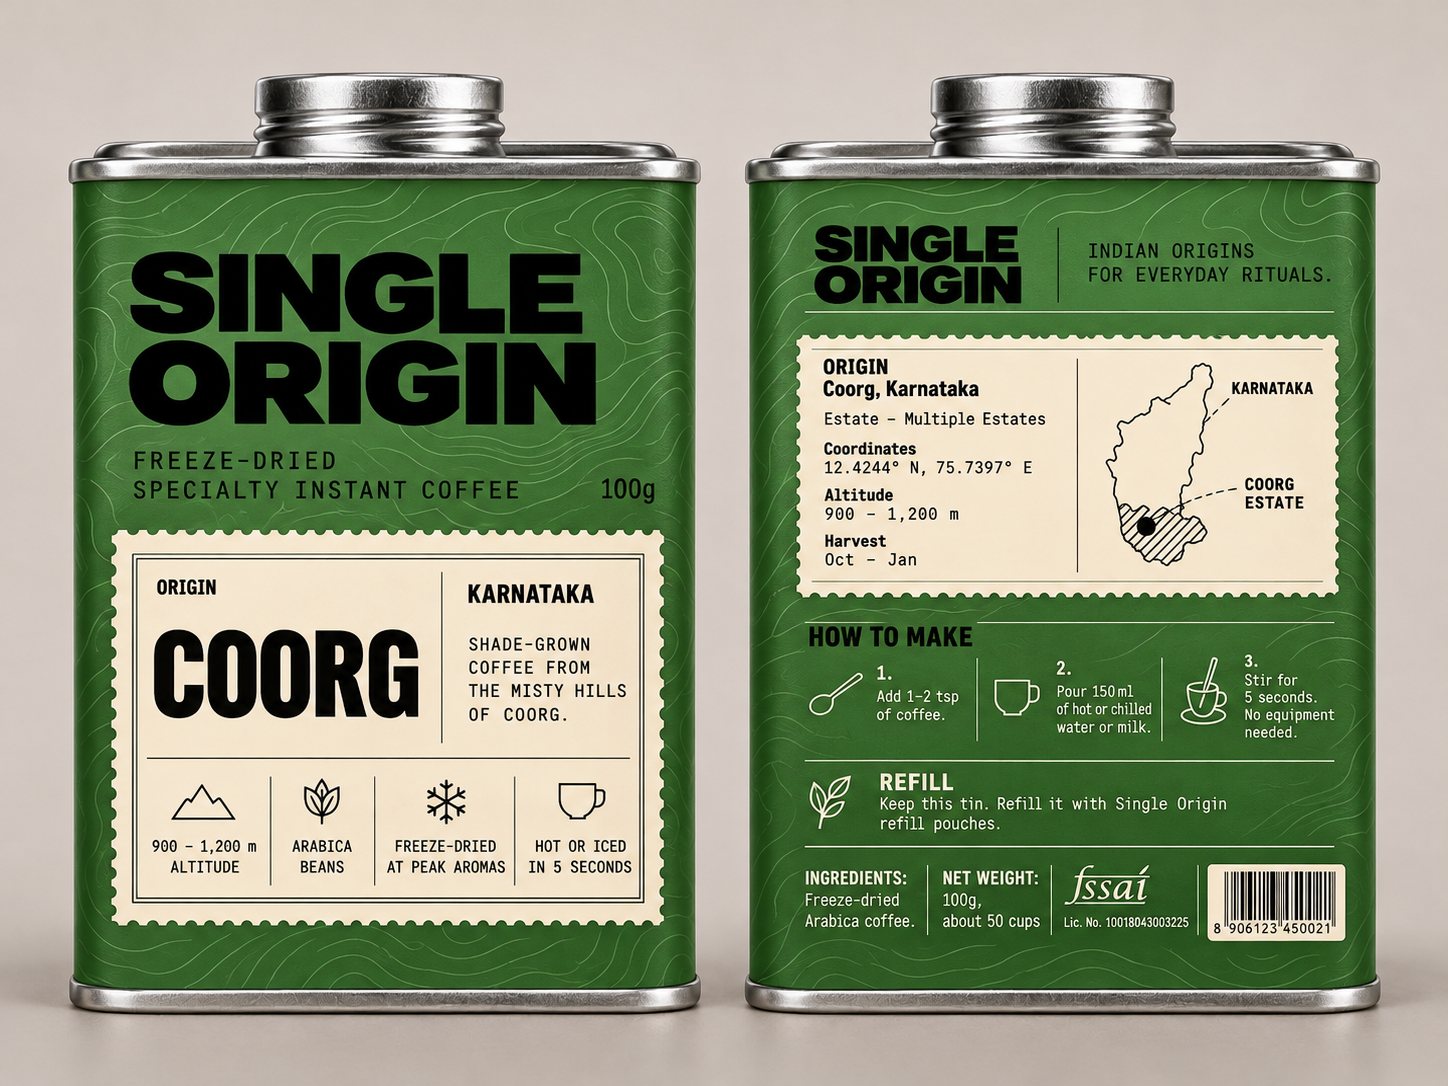 SINGLE
ORIGIN
FREEZE-DRIED
SPECIALTY INSTANT COFFEE
100g
ORIGIN
COORG
KARNATAKA
SHADE-GROWN
COFFEE FROM
THE MISTY HILLS
OF COORG.
900 – 1,200 m
ALTITUDE
ARABICA
BEANS
FREEZE-DRIED
AT PEAK AROMAS
HOT OR ICED
IN 5 SECONDS
SINGLE
ORIGIN
INDIAN ORIGINS
FOR EVERYDAY RITUALS.
ORIGIN
Coorg, Karnataka
Estate – Multiple Estates
Coordinates
12.4244° N, 75.7397° E
Altitude
900 – 1,200 m
Harvest
Oct – Jan
KARNATAKA
COORG
ESTATE
HOW TO MAKE
1.
Add 1–2 tsp
of coffee.
2.
Pour 150 ml
of hot or chilled
water or milk.
3.
Stir for
5 seconds.
No equipment
needed.
REFILL
Keep this tin. Refill it with Single Origin
refill pouches.
INGREDIENTS:
Freeze-dried
Arabica coffee.
NET WEIGHT:
100g,
about 50 cups
fssai
Lic. No. 10018043003225
8 906123 450021